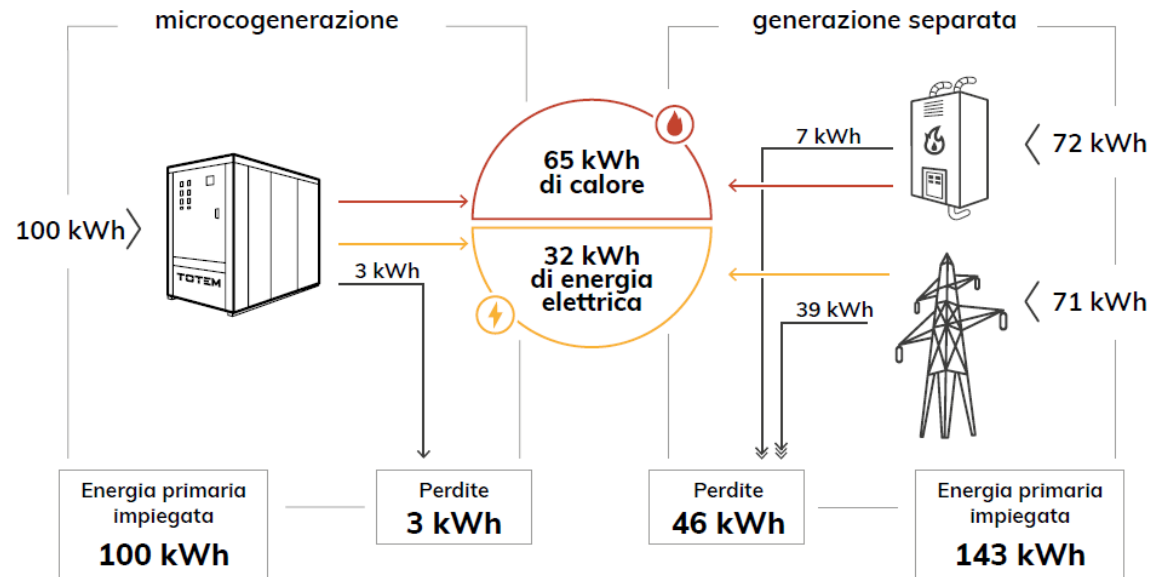 microcogenerazione
generazione separata
100 kWh
TOTEM
3 kWh
65 kWh
di calore
32 kWh
di energia
elettrica
7 kWh
72 kWh
39 kWh
71 kWh
Energia primaria
impiegata
100 kWh
Perdite
3 kWh
Perdite
46 kWh
Energia primaria
impiegata
143 kWh